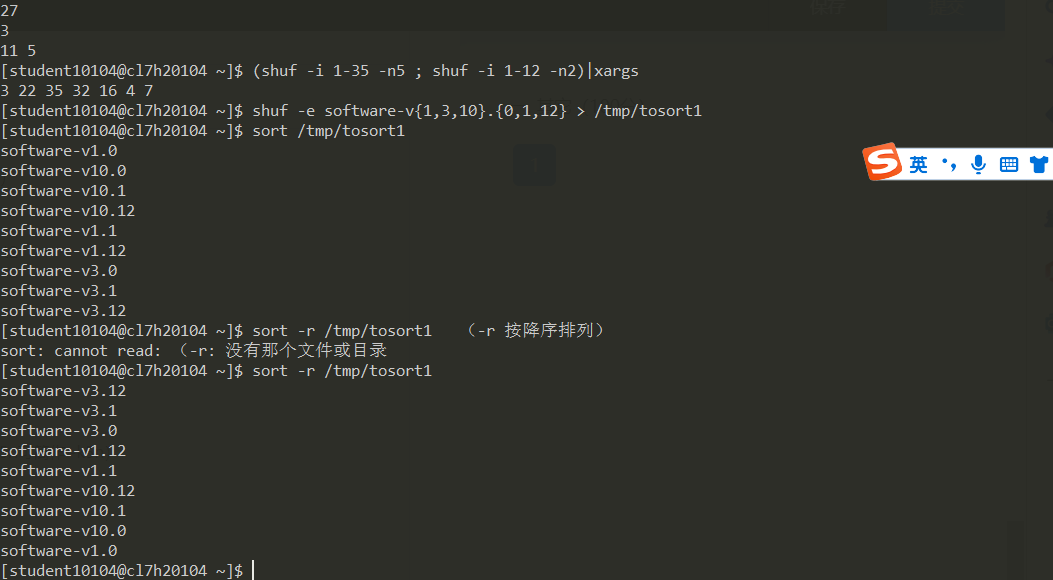 27
3
11 5
[student10104@cl7h20104 ~]$ (shuf -i 1-35 -n5 ; shuf -i 1-12 -n2)|xargs
3 22 35 32 16 4 7
[student10104@cl7h20104 ~]$ shuf -e software-v{1,3,10}.{0,1,12} > /tmp/tosort1
[student10104@cl7h20104 ~]$ sort /tmp/tosort1
software-v1.0
software-v10.0
software-v10.1
software-v10.12
software-v1.1
software-v1.12
software-v3.0
software-v3.1
software-v3.12
[student10104@cl7h20104 ~]$ sort -r /tmp/tosort1   （-r 按降序排列）
sort: cannot read: （-r: 没有那个文件或目录
[student10104@cl7h20104 ~]$ sort -r /tmp/tosort1
software-v3.12
software-v3.1
software-v3.0
software-v1.12
software-v1.1
software-v10.12
software-v10.1
software-v10.0
software-v1.0
[student10104@cl7h20104 ~]$
S 英